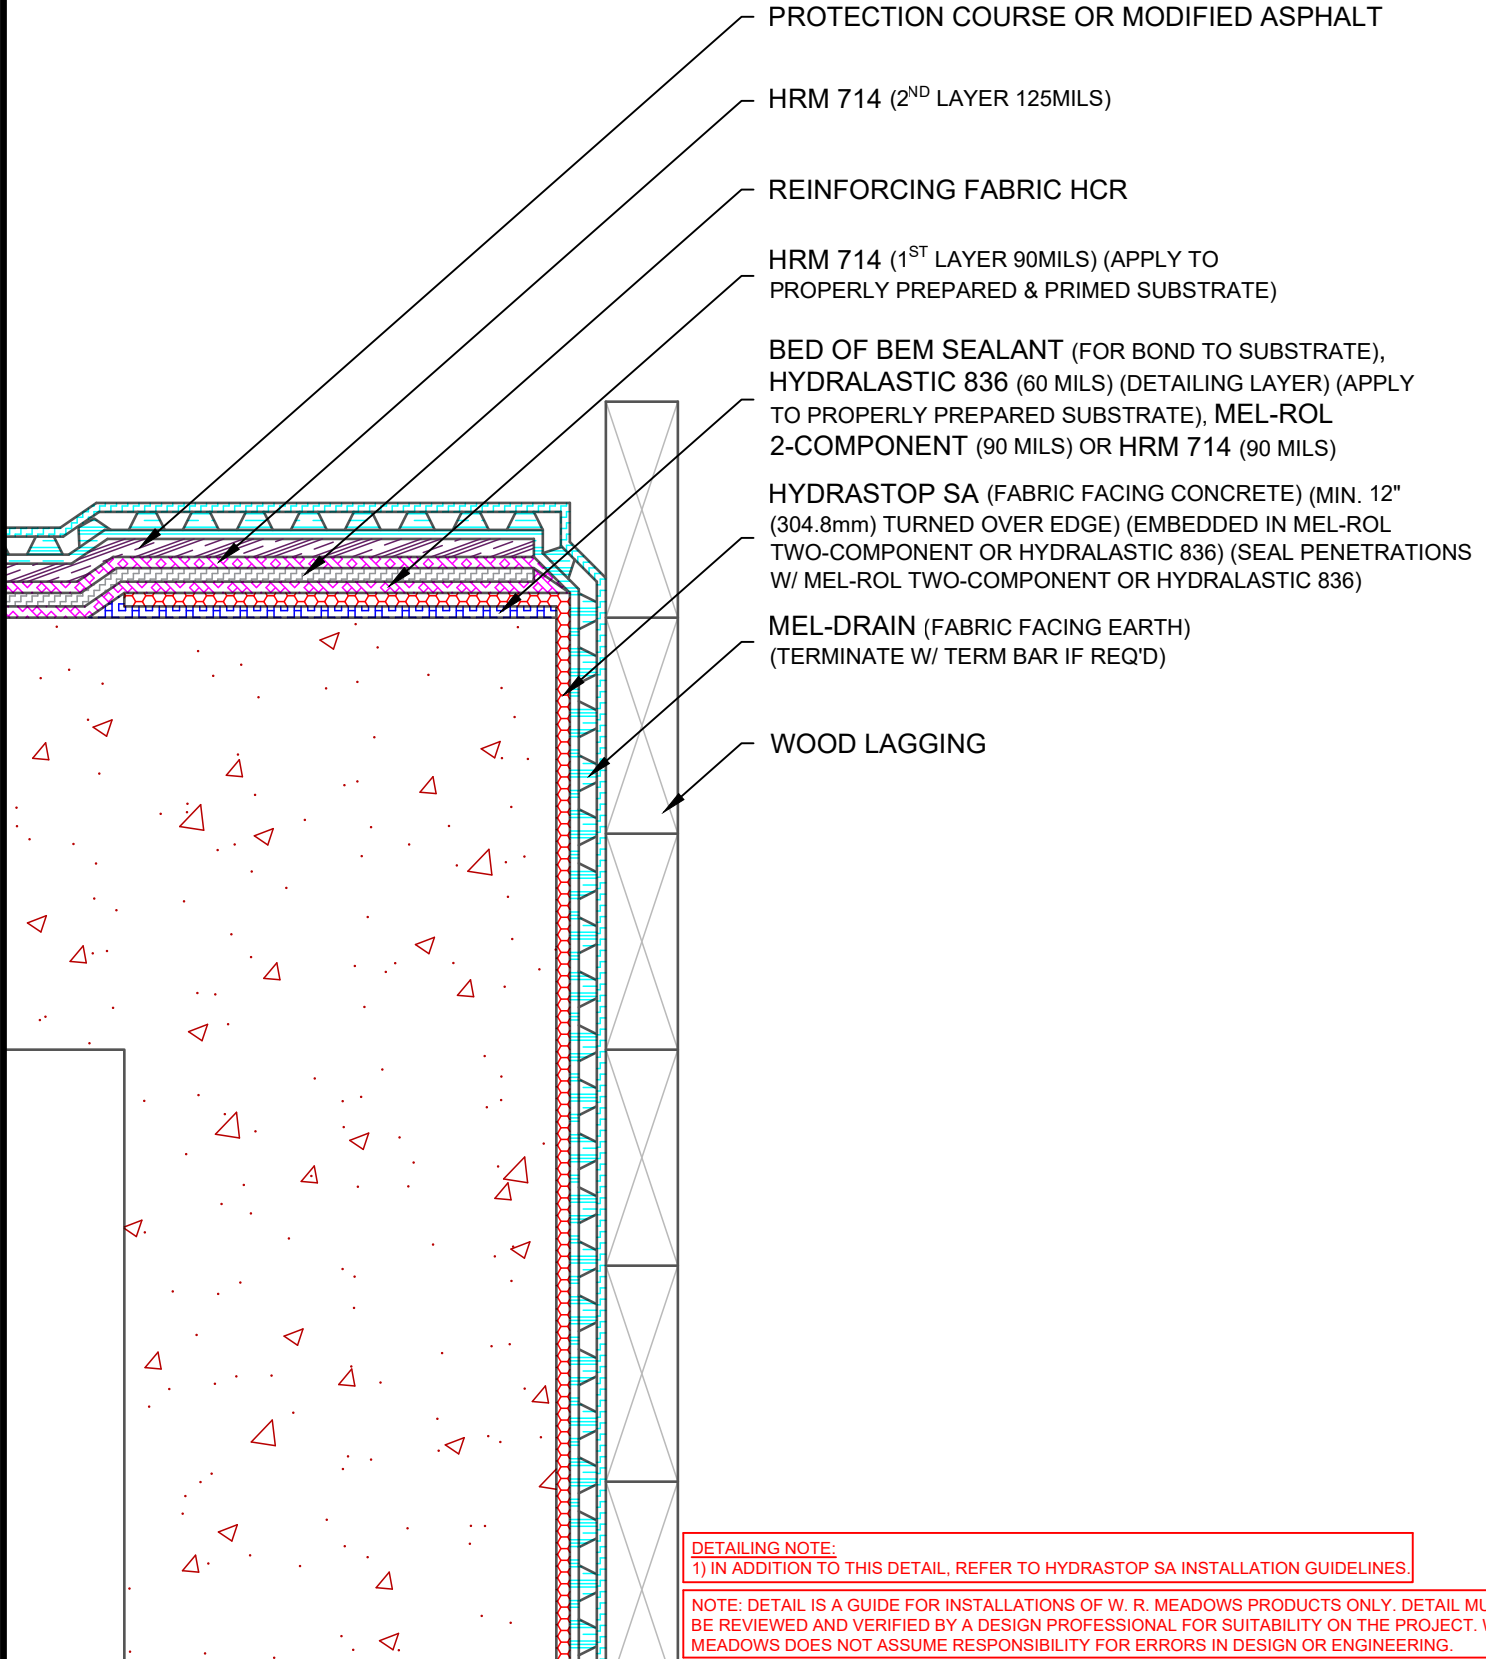 PROTECTION COURSE OR MODIFIED ASPHALT
HRM 714 (2ND LAYER 125MILS)
REINFORCING FABRIC HCR
HRM 714 (1ST LAYER 90MILS) (APPLY TO
PROPERLY PREPARED & PRIMED SUBSTRATE)
BED OF BEM SEALANT (FOR BOND TO SUBSTRATE),
HYDRALASTIC 836 (60 MILS) (DETAILING LAYER) (APPLY
TO PROPERLY PREPARED SUBSTRATE), MEL-ROL
2-COMPONENT (90 MILS) OR HRM 714 (90 MILS)
HYDRASTOP SA (FABRIC FACING CONCRETE) (MIN. 12"
(304.8mm) TURNED OVER EDGE) (EMBEDDED IN MEL-ROL
TWO-COMPONENT OR HYDRALASTIC 836) (SEAL PENETRATIONS
W/ MEL-ROL TWO-COMPONENT OR HYDRALASTIC 836)
MEL-DRAIN (FABRIC FACING EARTH)
(TERMINATE W/ TERM BAR IF REQ'D)
WOOD LAGGING
DETAILING NOTE:
1) IN ADDITION TO THIS DETAIL, REFER TO HYDRASTOP SA INSTALLATION GUIDELINES.
NOTE: DETAIL IS A GUIDE FOR INSTALLATIONS OF W. R. MEADOWS PRODUCTS ONLY. DETAIL
BE REVIEWED AND VERIFIED BY A DESIGN PROFESSIONAL FOR SUITABILITY ON THE PROJECT.
MEADOWS DOES NOT ASSUME RESPONSIBILITY FOR ERRORS IN DESIGN OR ENGINEERING.